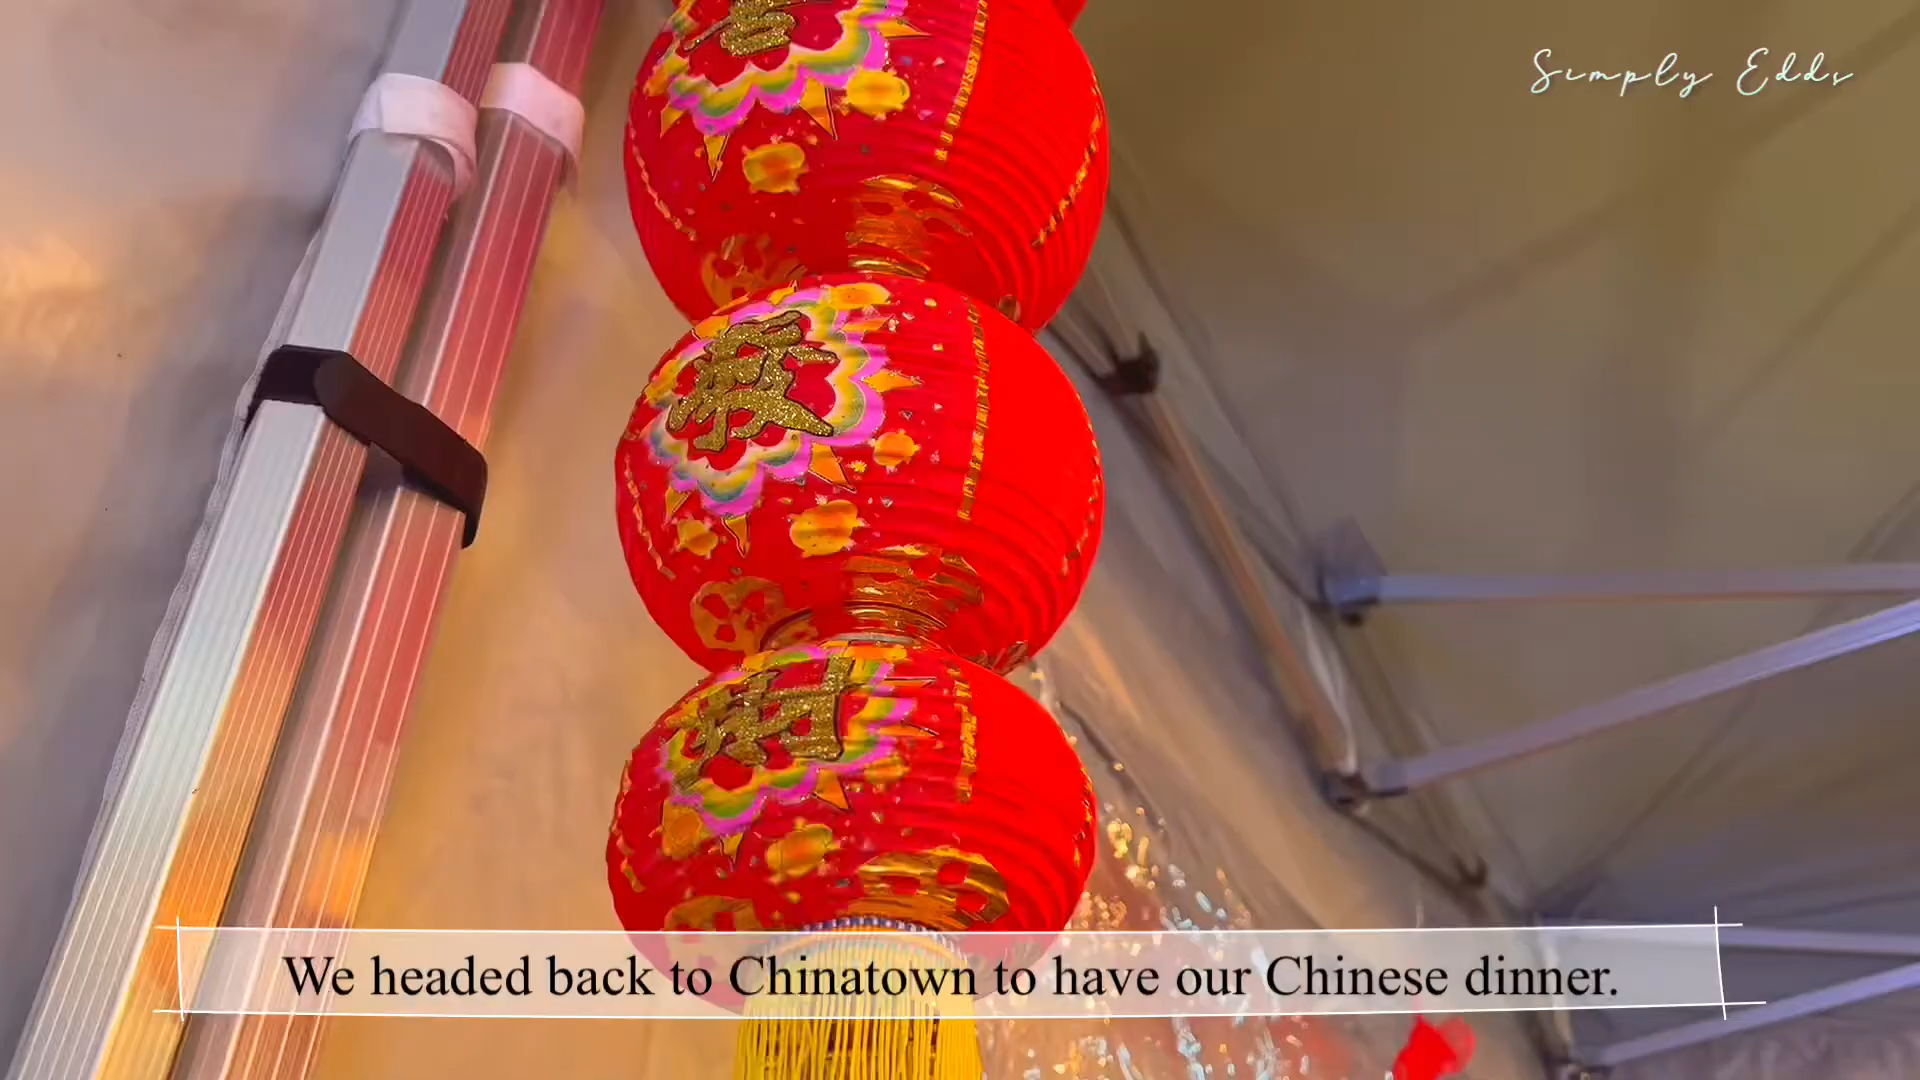 Simply Edds
發
財
We headed back to Chinatown to have our Chinese dinner.